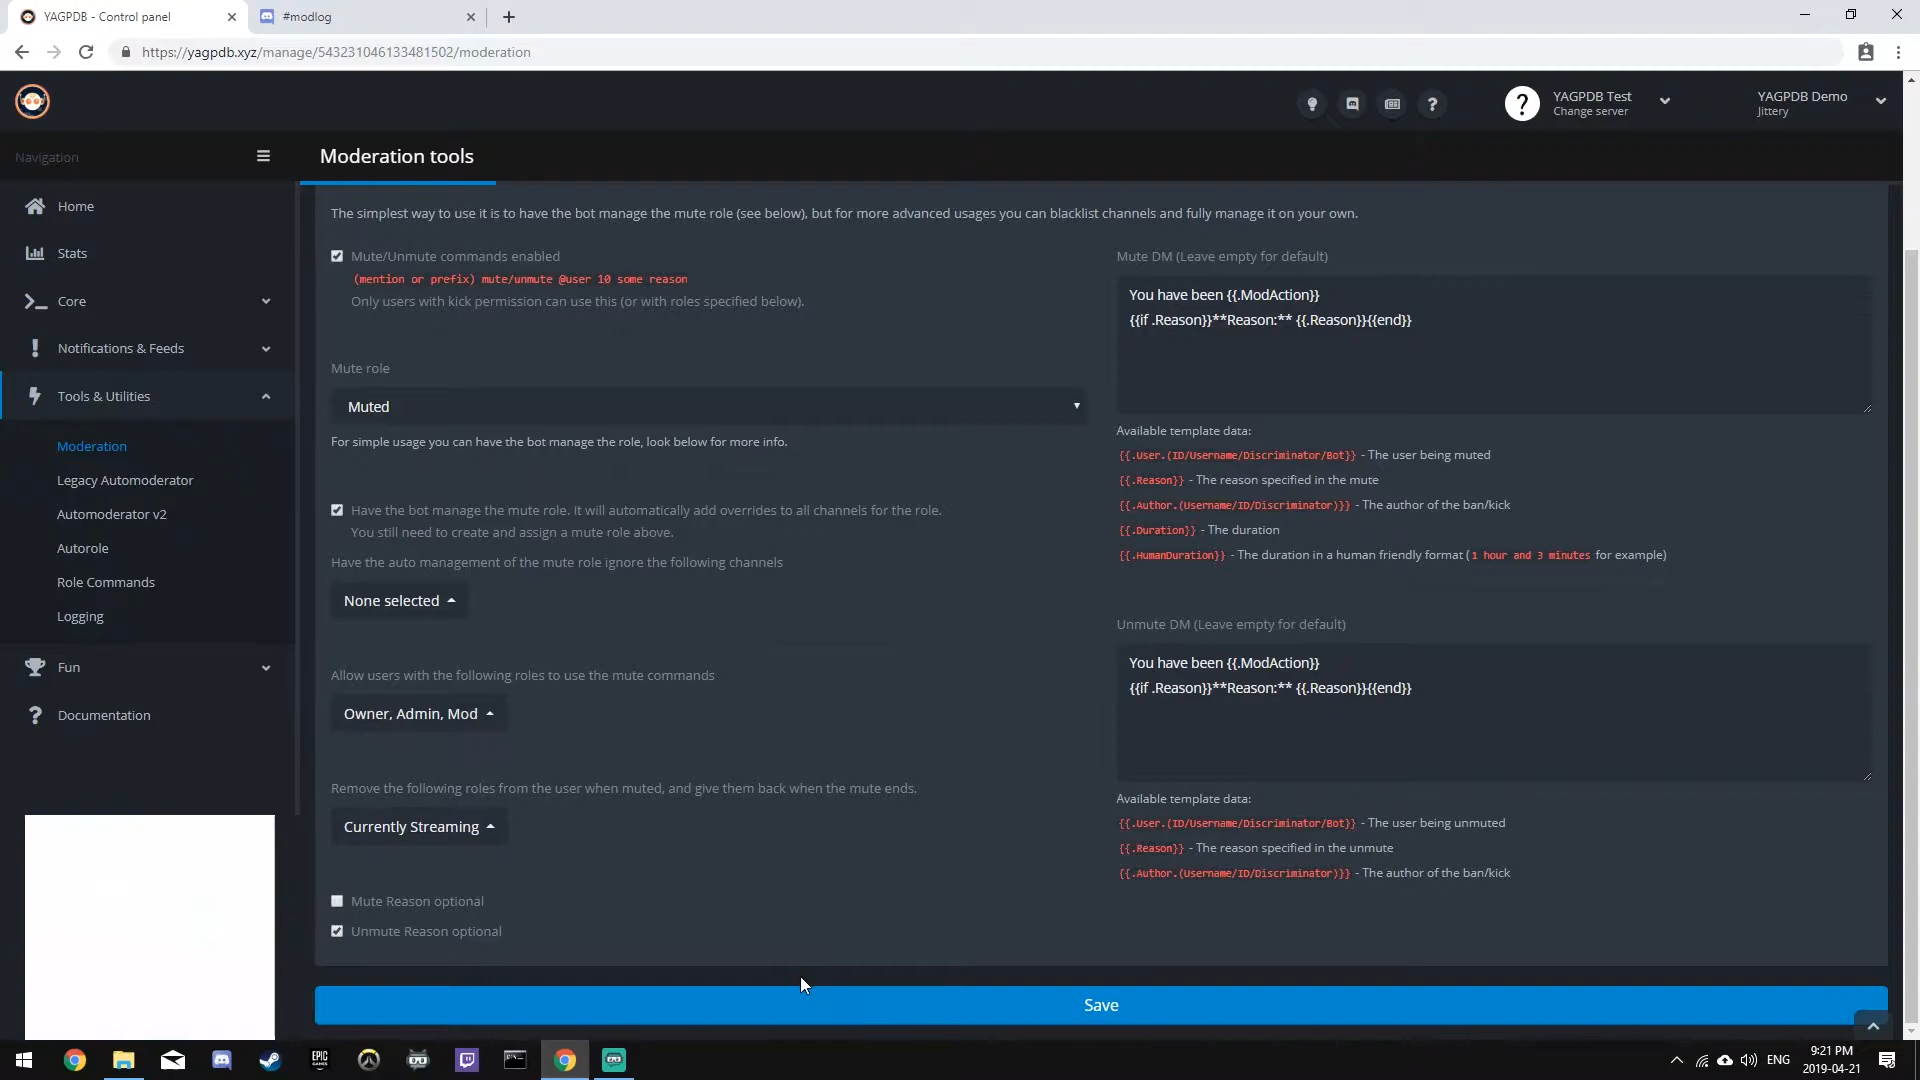 YAGPDB - Control panel
#modlog
https://yagpdb.xyz/manage/543231046133481502/moderation
YAGPDB Test
Change server
YAGPDB Demo
Jittery
Navigation
Moderation tools
Home
Stats
Core
Notifications & Feeds
Tools & Utilities
Moderation
Legacy Automoderator
Automoderator v2
Autorole
Role Commands
Logging
Fun
Documentation
The simplest way to use it is to have the bot manage the mute role (see below), but for more advanced usages you can blacklist channels and fully manage it on your own.
Mute/Unmute commands enabled
(mention or prefix) mute/unmute @user 10 some reason
Only users with kick permission can use this (or with roles specified below).
Mute role
Muted
For simple usage you can have the bot manage the role, look below for more info.
Have the bot manage the mute role. It will automatically add overrides to all channels for the role.
You still need to create and assign a mute role above.
Have the auto management of the mute role ignore the following channels
None selected
Allow users with the following roles to use the mute commands
Owner, Admin, Mod
Remove the following roles from the user when muted, and give them back when the mute ends.
Currently Streaming
Mute Reason optional
Unmute Reason optional
Mute DM (Leave empty for default)
You have been {{.ModAction}}
{{if .Reason}}**Reason:** {{.Reason}}{{end}}
Available template data:
{{.User.(ID/Username/Discriminator/Bot}} - The user being muted
{{.Reason}} - The reason specified in the mute
{{.Author.(Username/ID/Discriminator)}} - The author of the ban/kick
{{.Duration}} - The duration
{{.HumanDuration}} - The duration in a human friendly format (1 hour and 3 minutes for example)
Unmute DM (Leave empty for default)
You have been {{.ModAction}}
{{if .Reason}}**Reason:** {{.Reason}}{{end}}
Available template data:
{{.User.(ID/Username/Discriminator/Bot}} - The user being unmuted
{{.Reason}} - The reason specified in the unmute
{{.Author.(Username/ID/Discriminator)}} - The author of the ban/kick
Save
EPIC
GAMES
ENG
9:21 PM
2019-04-21